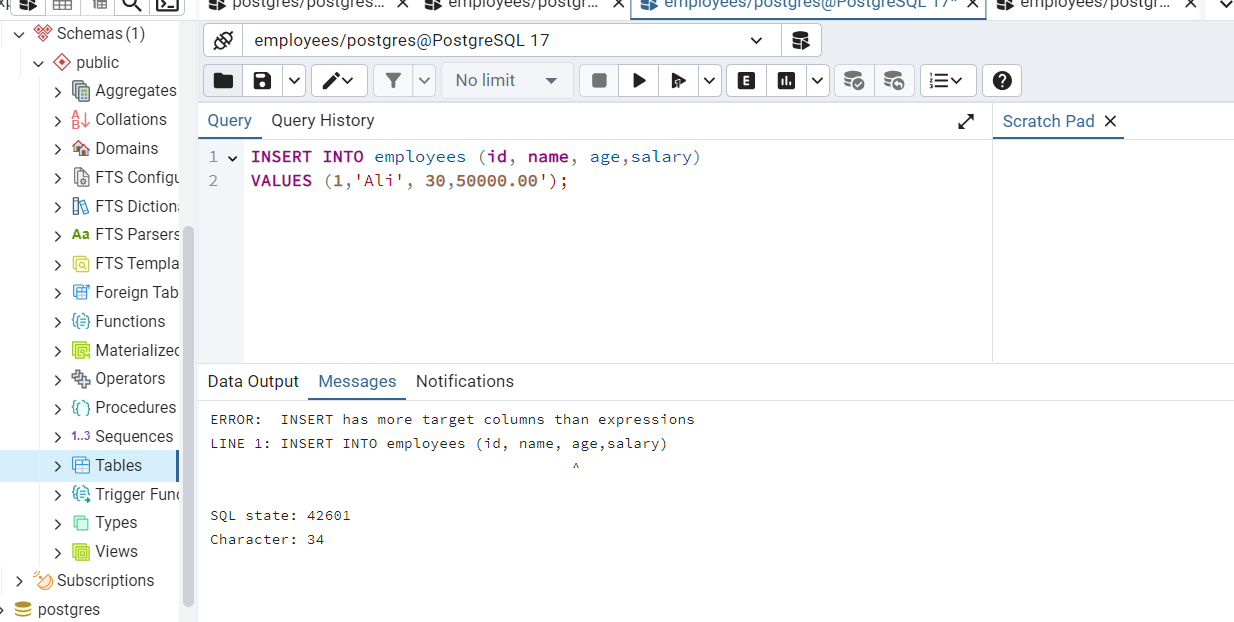 postgres/postgres...
employees/postgr...
employees/postgres@PostgreSQL 17*
employees/postgr...
Schemas (1)
public
Aggregates
Collations
Domains
FTS Configu
FTS Diction
FTS Parsers
FTS Templa
Foreign Tab
Functions
Materialized
Operators
Procedures
1..3 Sequences
Tables
Trigger Func
Types
Views
Subscriptions
postgres
employees/postgres@PostgreSQL 17
No limit
E
Query
Query History
Scratch Pad
1 INSERT INTO employees (id, name, age,salary)
2 VALUES (1,'Ali', 30,50000.00');
Data Output
Messages
Notifications
ERROR:  INSERT has more target columns than expressions
LINE 1: INSERT INTO employees (id, name, age,salary)
^
SQL state: 42601
Character: 34